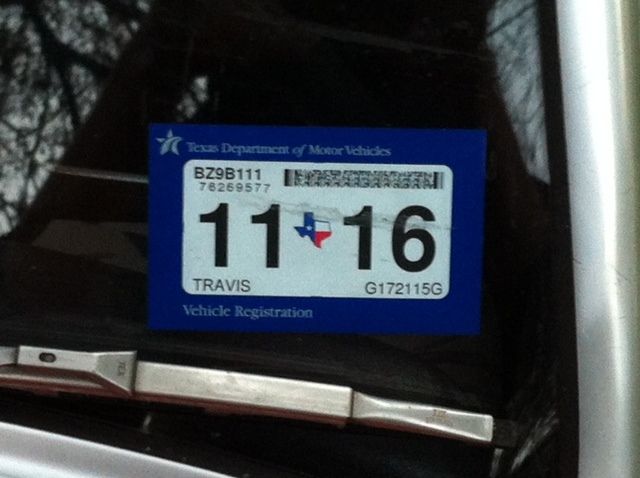 Texas Department of Motor Vehicles
BZ9B111
76269577
11 16
TRAVIS G172115G
Vehicle Registration